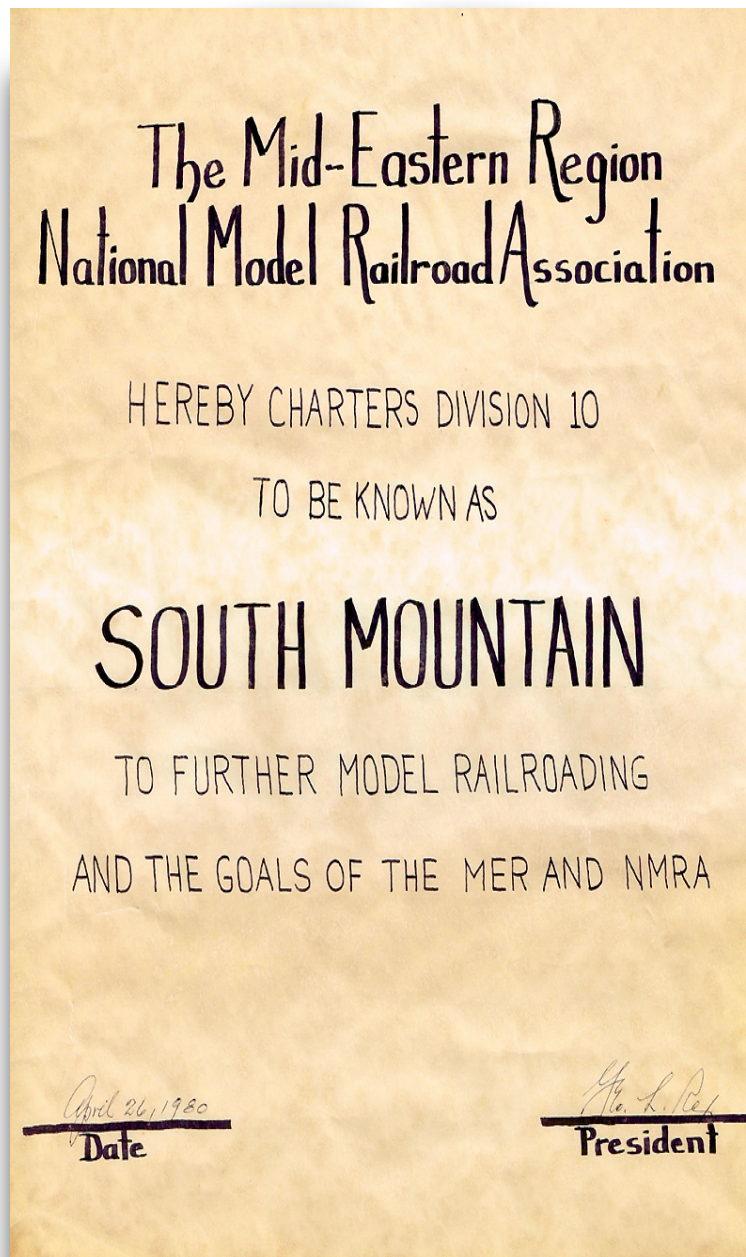 The Mid-Eastern Region
National Model Railroad Association
HEREBY CHARTERS DIVISION 10
TO BE KNOWN AS
SOUTH MOUNTAIN
TO FURTHER MODEL RAILROADING
AND THE GOALS OF THE MER AND NMRA
April 26, 1980
Date
President